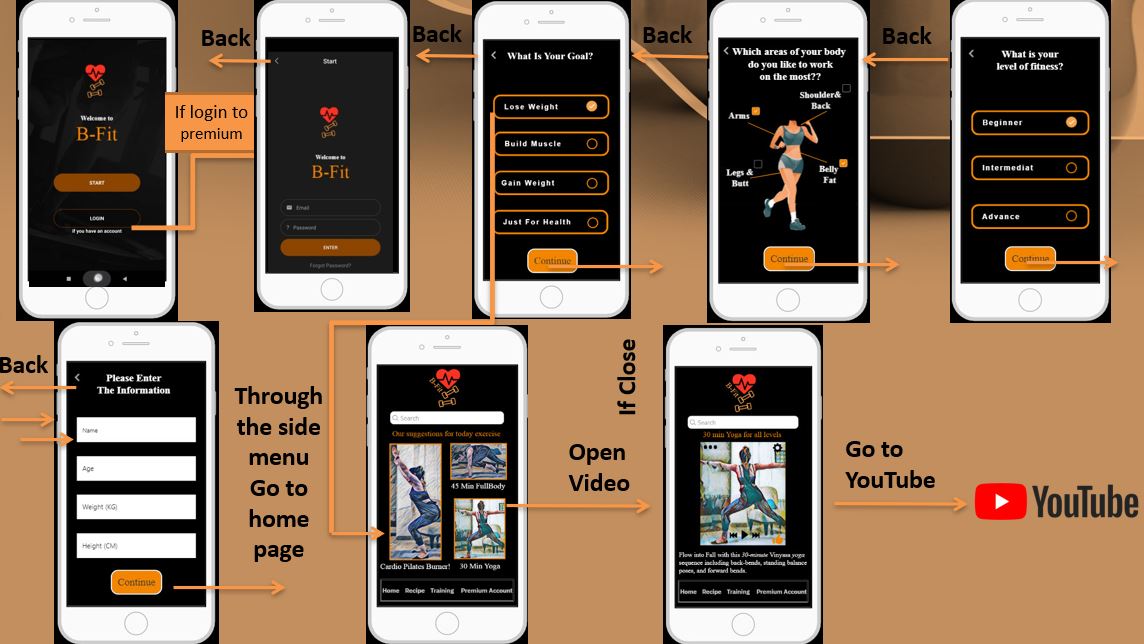 Back
Back
Back
Back
If login to
premium
Welcome to
B-Fit
START
LOGIN
If you have an account
Start
Welcome to
B-Fit
Email
? Password
ENTER
Forgot Password?
What Is Your Goal?
Lose Weight
Build Muscle
Gain Weight
Just For Health
Continue
Which areas of your body
do you like to work
on the most??
Shoulder&
Back
Arms
Legs &
Butt
Belly
Fat
Continue
What is your
level of fitness?
Beginner
Intermediat
Advance
Continue
Back
Please Enter
The Information
Name
Age
Weight (KG)
Height (CM)
Continue
Through
the side
menu
Go to
home
page
B-Fit
Search
Our suggestions for today exercise
45 Min FullBody
Cardio Pilates Burner!
30 Min Yoga
Home Recipe Training Premium Account
If Close
Open
Video
B-Fit
Search
30 min Yoga for all levels
Flow into Fall with this 30-minute Vinyasa yoga
sequence including back-bends, standing balance
poses, and forward bends.
Home Recipe Training Premium Account
Go to
YouTube
YouTube